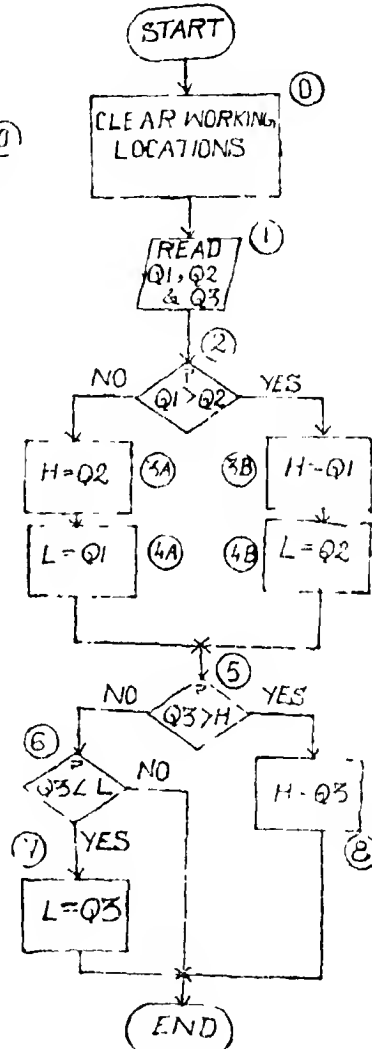 START
0
CLEAR WORKING
LOCATIONS
1
READ
Q1, Q2
& Q3
2
NO
?
Q1>Q2
YES
H=Q2
3A
3B
H-Q1
L=Q1
4A
4B
L=Q2
5
NO
?
Q3>H
YES
6
?
Q3<L
NO
H-Q3
8
7
YES
L=Q3
END